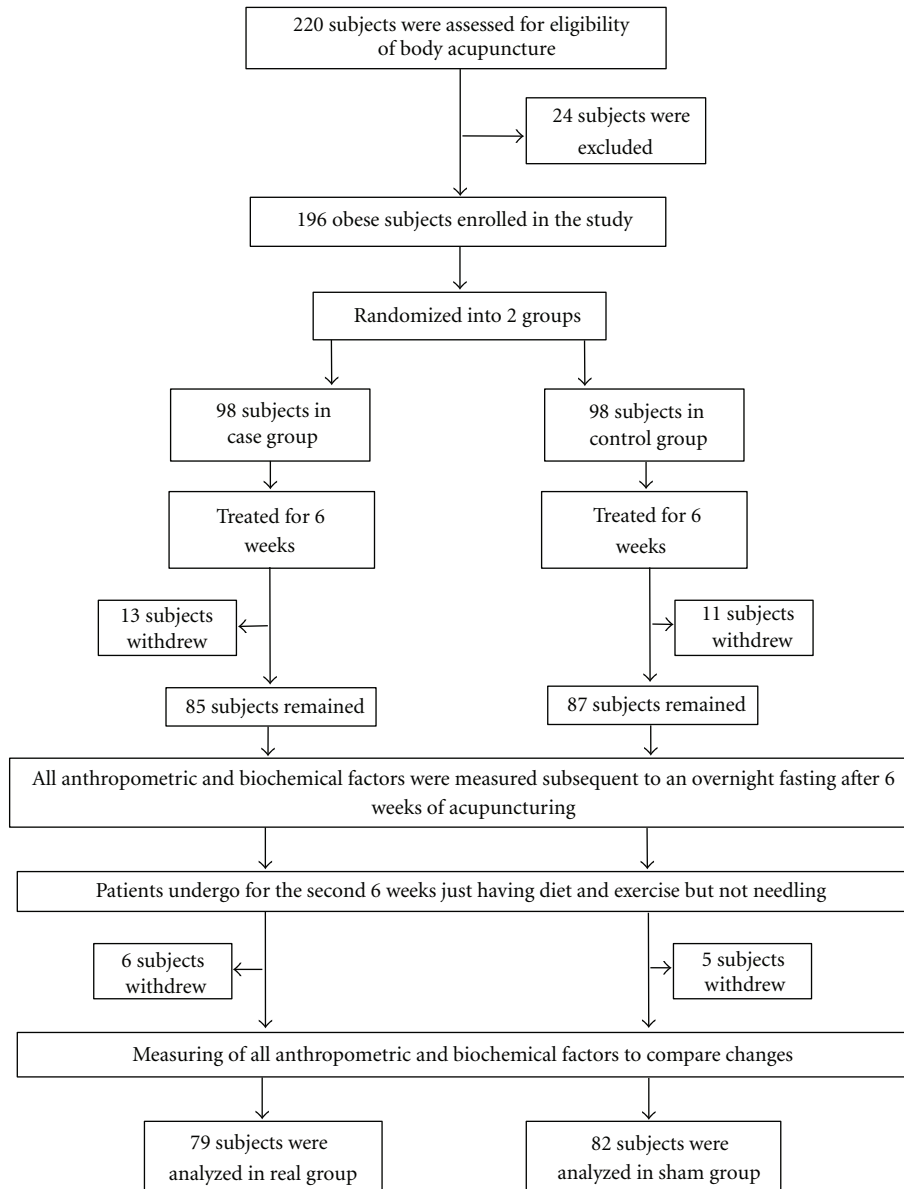 220 subjects were assessed for eligibility
of body acupuncture
24 subjects were
excluded
196 obese subjects enrolled in the study
Randomized into 2 groups
98 subjects in
case group
98 subjects in
control group
Treated for 6
weeks
Treated for 6
weeks
13 subjects
withdrew
11 subjects
withdrew
85 subjects remained
87 subjects remained
All anthropometric and biochemical factors were measured subsequent to an overnight fasting after 6
weeks of acupuncturing
Patients undergo for the second 6 weeks just having diet and exercise but not needling
6 subjects
withdrew
5 subjects
withdrew
Measuring of all anthropometric and biochemical factors to compare changes
79 subjects were
analyzed in real group
82 subjects were
analyzed in sham group